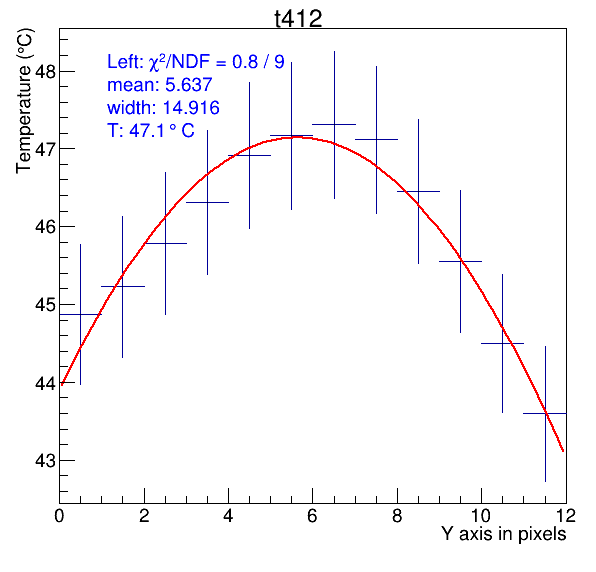 t412
Temperature (°C)
Left: χ²/NDF = 0.8 / 9
mean: 5.637
width: 14.916
T: 47.1° C
48
47
46
45
44
43
0 2 4 6 8 10 12
Y axis in pixels